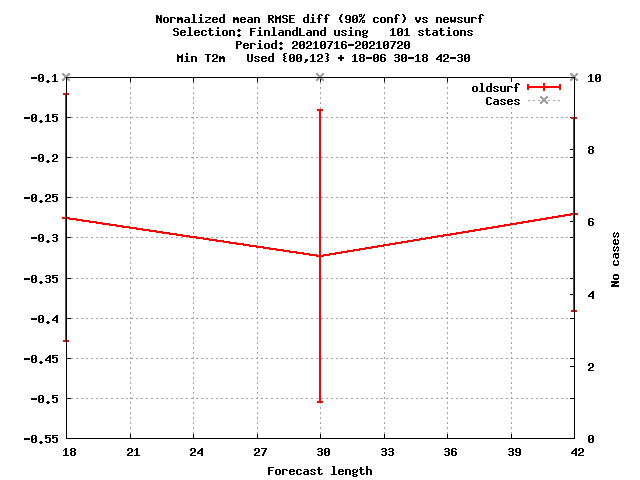 Normalized mean RMSE diff (90% conf) vs newsurf
Selection: FinlandLand using   101 stations
Period: 20210716-20210720
Min T2m   Used {00,12} + 18-06 30-18 42-30
oldsurf
Cases
-0.1
-0.15
-0.2
-0.25
-0.3
-0.35
-0.4
-0.45
-0.5
-0.55
10
8
6
4
2
0
No cases
18 21 24 27 30 33 36 39 42
Forecast length